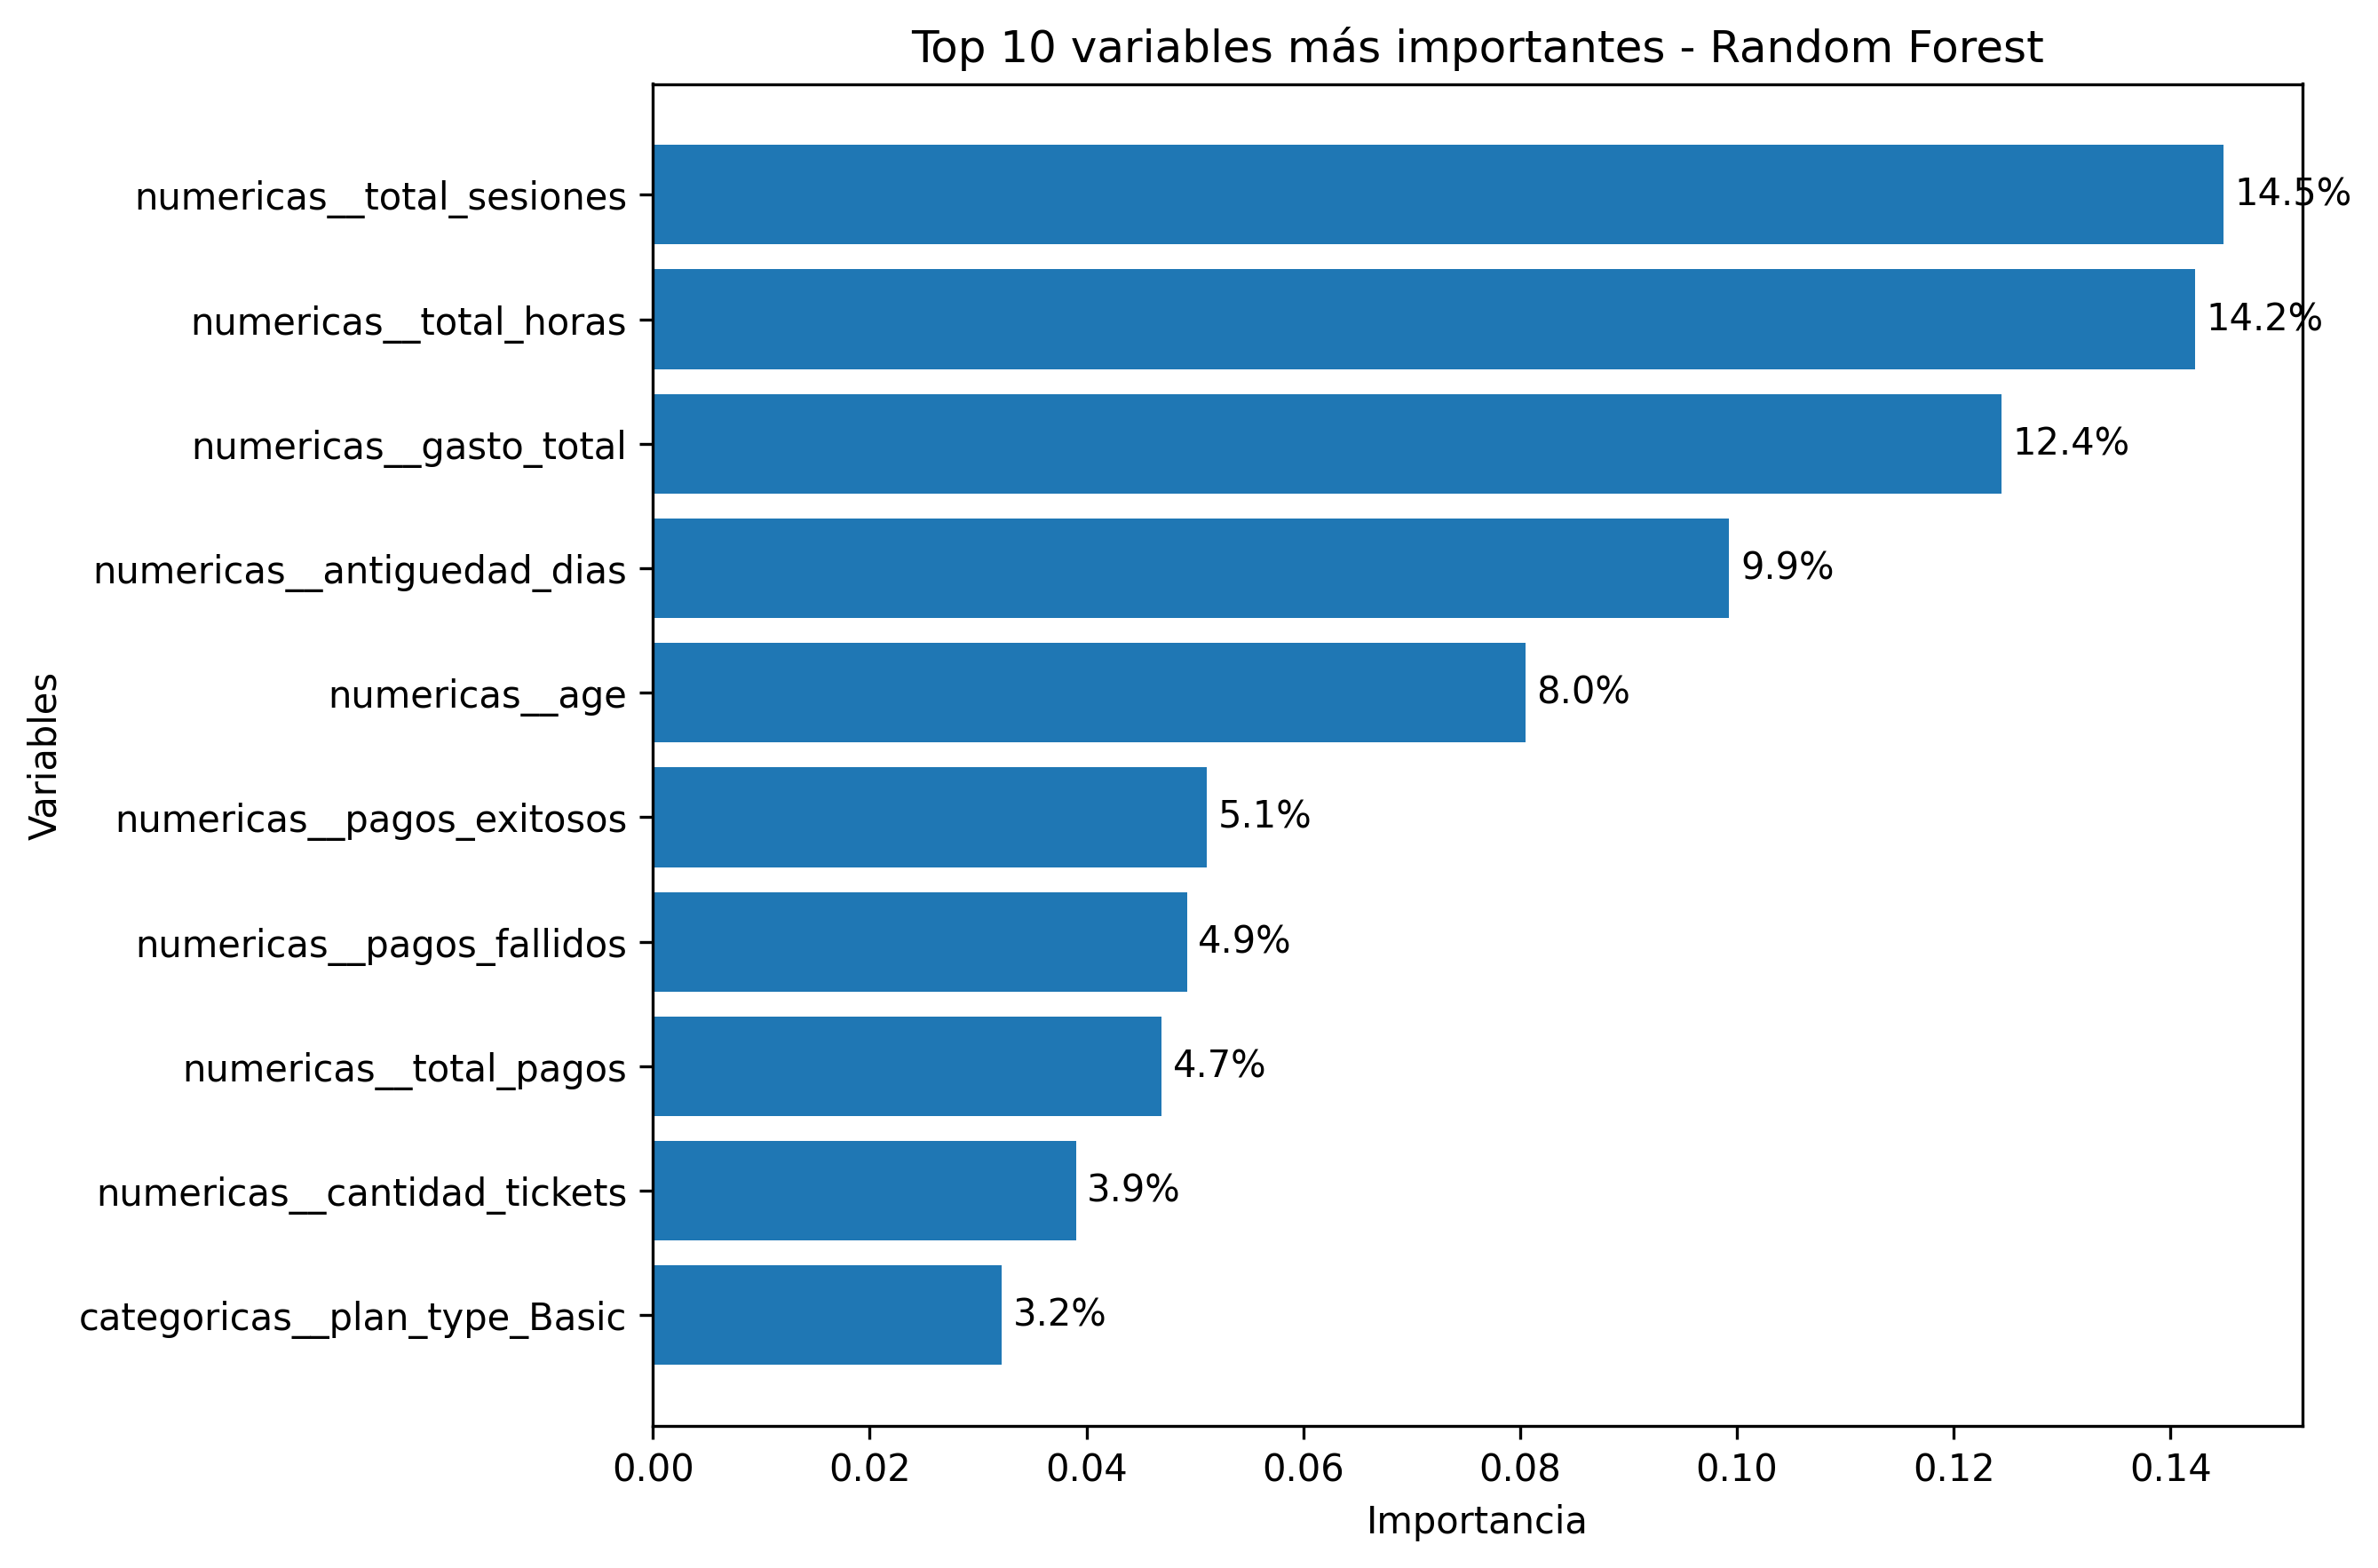 Top 10 variables más importantes - Random Forest
numericas__total_sesiones
14.5%
numericas__total_horas
14.2%
numericas__gasto_total
12.4%
numericas__antiguedad_dias
9.9%
numericas__age
8.0%
numericas__pagos_exitosos
5.1%
numericas__pagos_fallidos
4.9%
numericas__total_pagos
4.7%
numericas__cantidad_tickets
3.9%
categoricas__plan_type_Basic
3.2%
Variables
0.00 0.02 0.04 0.06 0.08 0.10 0.12 0.14
Importancia